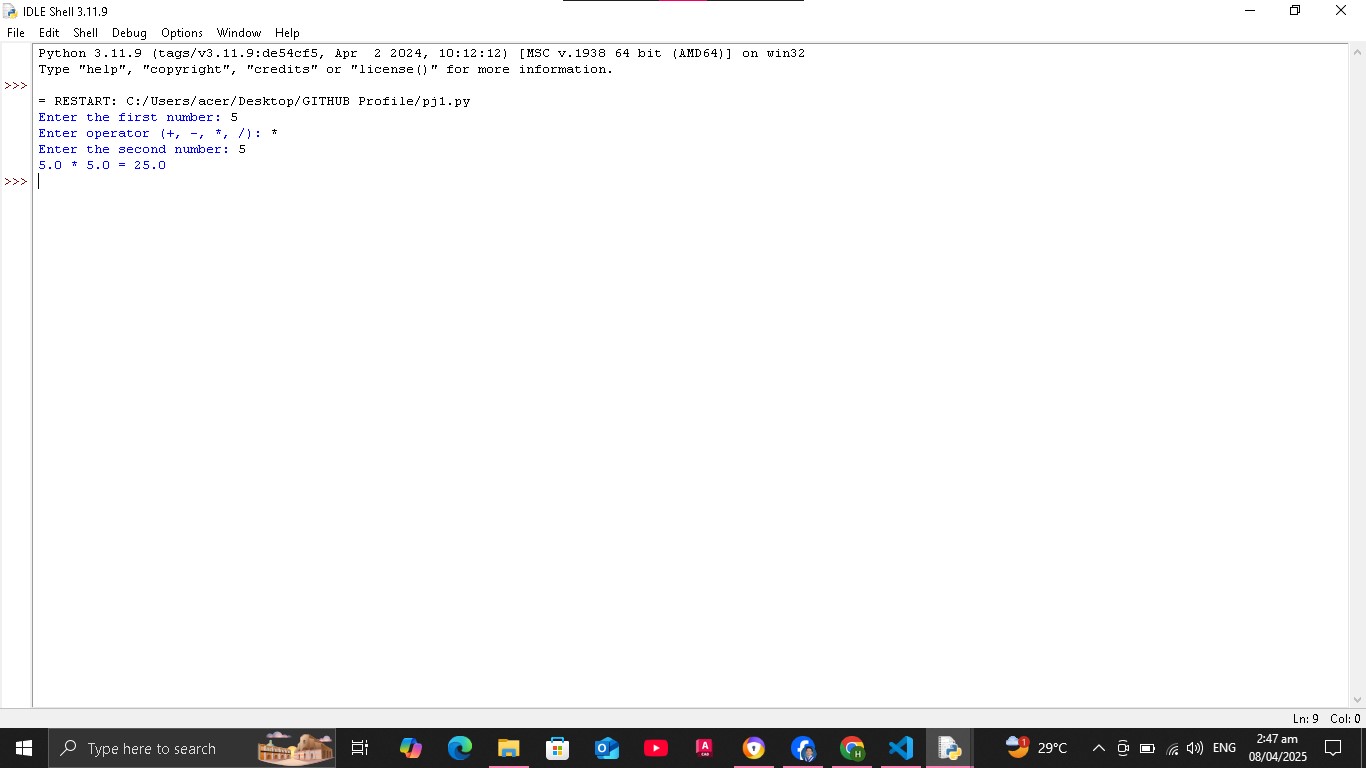 IDLE Shell 3.11.9
File Edit Shell Debug Options Window Help
Python 3.11.9 (tags/v3.11.9:de54cf5, Apr  2 2024, 10:12:12) [MSC v.1938 64 bit (AMD64)] on win32
Type "help", "copyright", "credits" or "license()" for more information.
>>>
= RESTART: C:/Users/acer/Desktop/GITHUB Profile/pj1.py
Enter the first number: 5
Enter operator (+, -, *, /): *
Enter the second number: 5
5.0 * 5.0 = 25.0
>>>
Ln: 9 Col: 0
Type here to search
1
29°C
ENG
2:47 am
08/04/2025